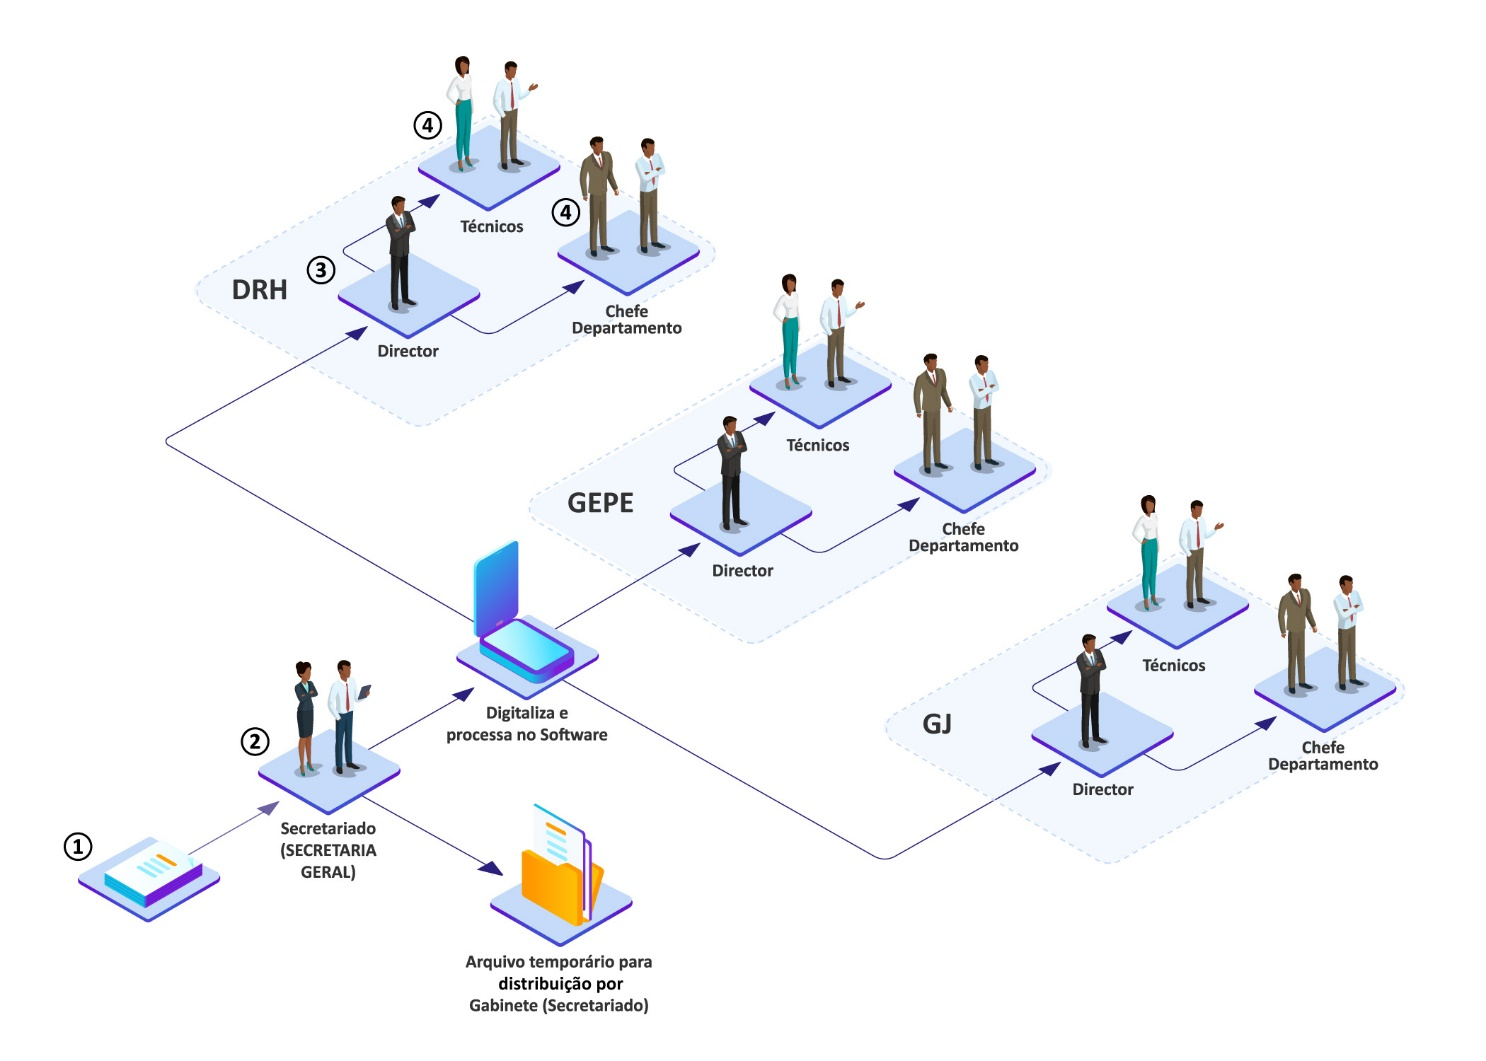 ④
Técnicos
④
③
DRH
Chefe
Departamento
Director
Técnicos
GEPE
Chefe
Departamento
Director
Técnicos
GJ
Chefe
Departamento
Director
Digitaliza e
processa no Software
②
Secretariado
(SECRETARIA
GERAL)
①
Arquivo temporário para
distribuição por
Gabinete (Secretariado)